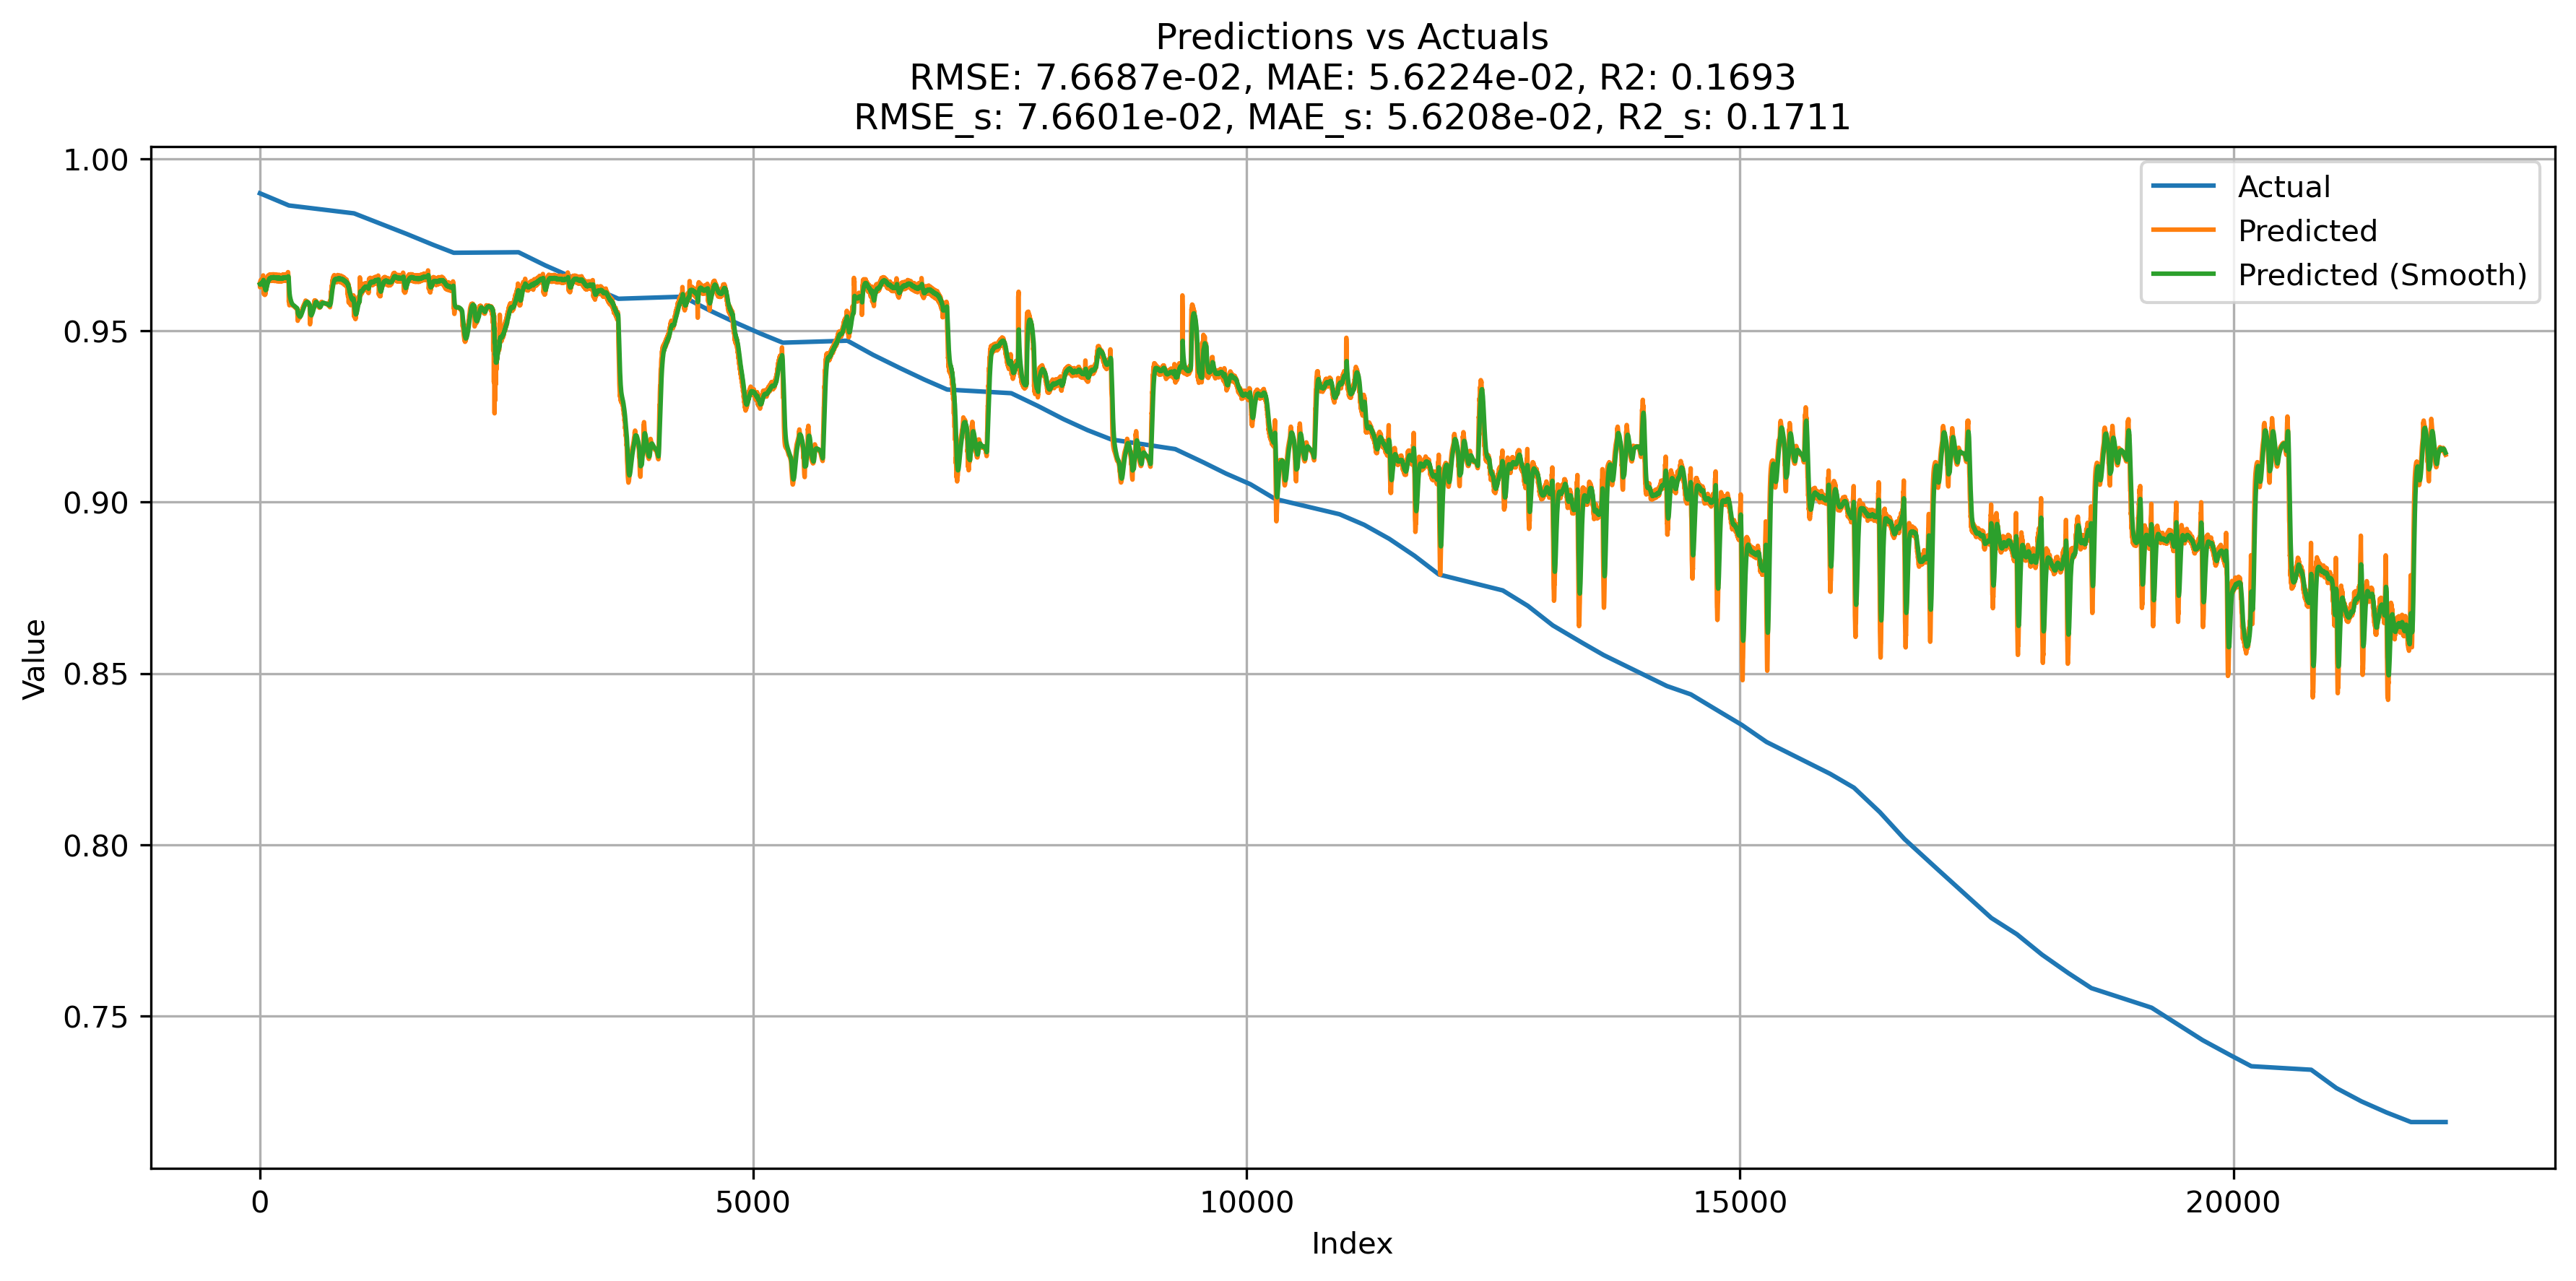 Predictions vs Actuals
RMSE: 7.6687e-02, MAE: 5.6224e-02, R2: 0.1693
RMSE_s: 7.6601e-02, MAE_s: 5.6208e-02, R2_s: 0.1711
Actual
Predicted
Predicted (Smooth)
1.00
0.95
0.90
0.85
0.80
0.75
Value
0
5000
10000
15000
20000
Index